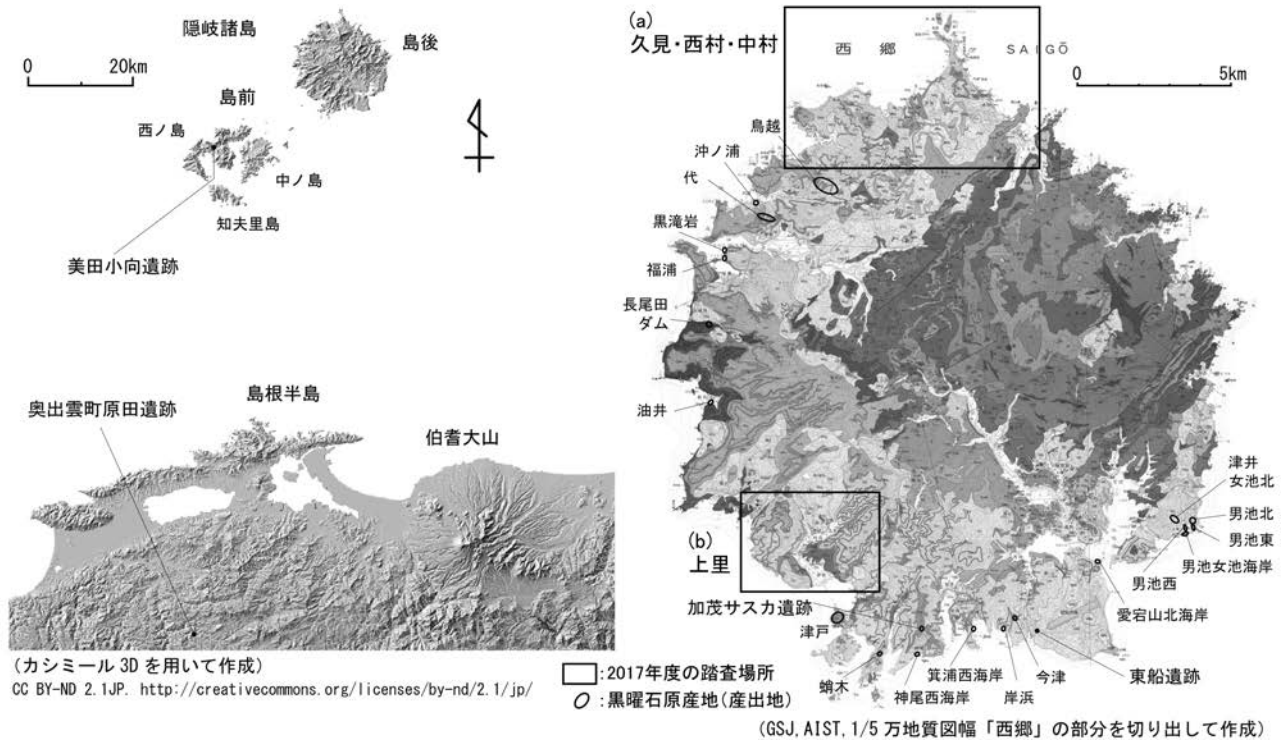 隠岐諸島
島後
0
20km
島前
西ノ島
中ノ島
知夫里島
美田小向遺跡
島根半島
奥出雲町原田遺跡
伯耆大山
(カシミール3Dを用いて作成)
CC BY-ND 2.1JP. http://creativecommons.org/licenses/by-nd/2.1/jp/
(a)
久見・西村・中村
西 郷 SAIGŌ
0
5km
鳥越
沖ノ浦
代
黒滝岩
福浦
長尾田
ダム
油井
津井
女池北
男池北
男池東
男池女池海岸
男池西
愛宕山北海岸
(b)
上里
加茂サスカ遺跡
津戸
蛸木
神尾西海岸
箕浦西海岸
岸浜
今津
東船遺跡
:2017年度の踏査場所
:黒曜石原産地(産出地)
(GSJ, AIST, 1/5万地質図幅「西郷」の部分を切り出して作成)